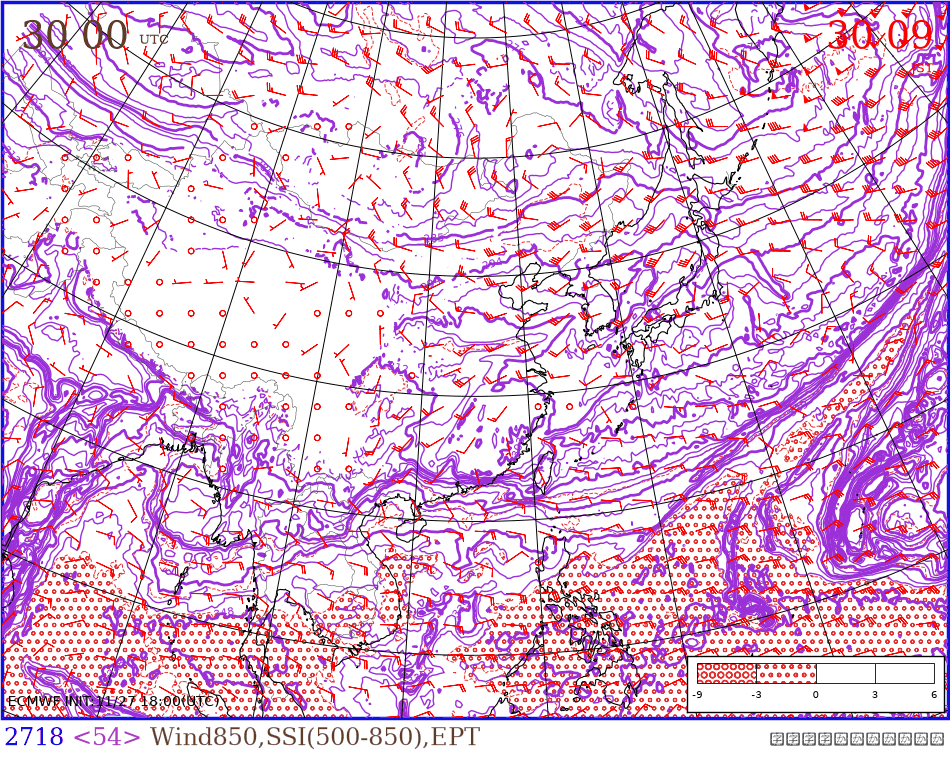 30 00 UTC 30 09
ECMWF INIT:11/27 18:00(UTC)
-9 -3 0 3 6
2718 <54> Wind850,SSI(500-850),EPT